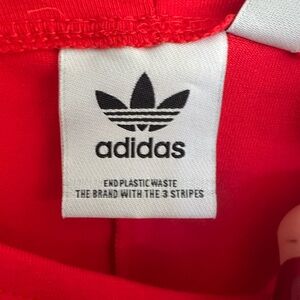 adidas
END PLASTIC WASTE
THE BRAND WITH THE 3 STRIPES